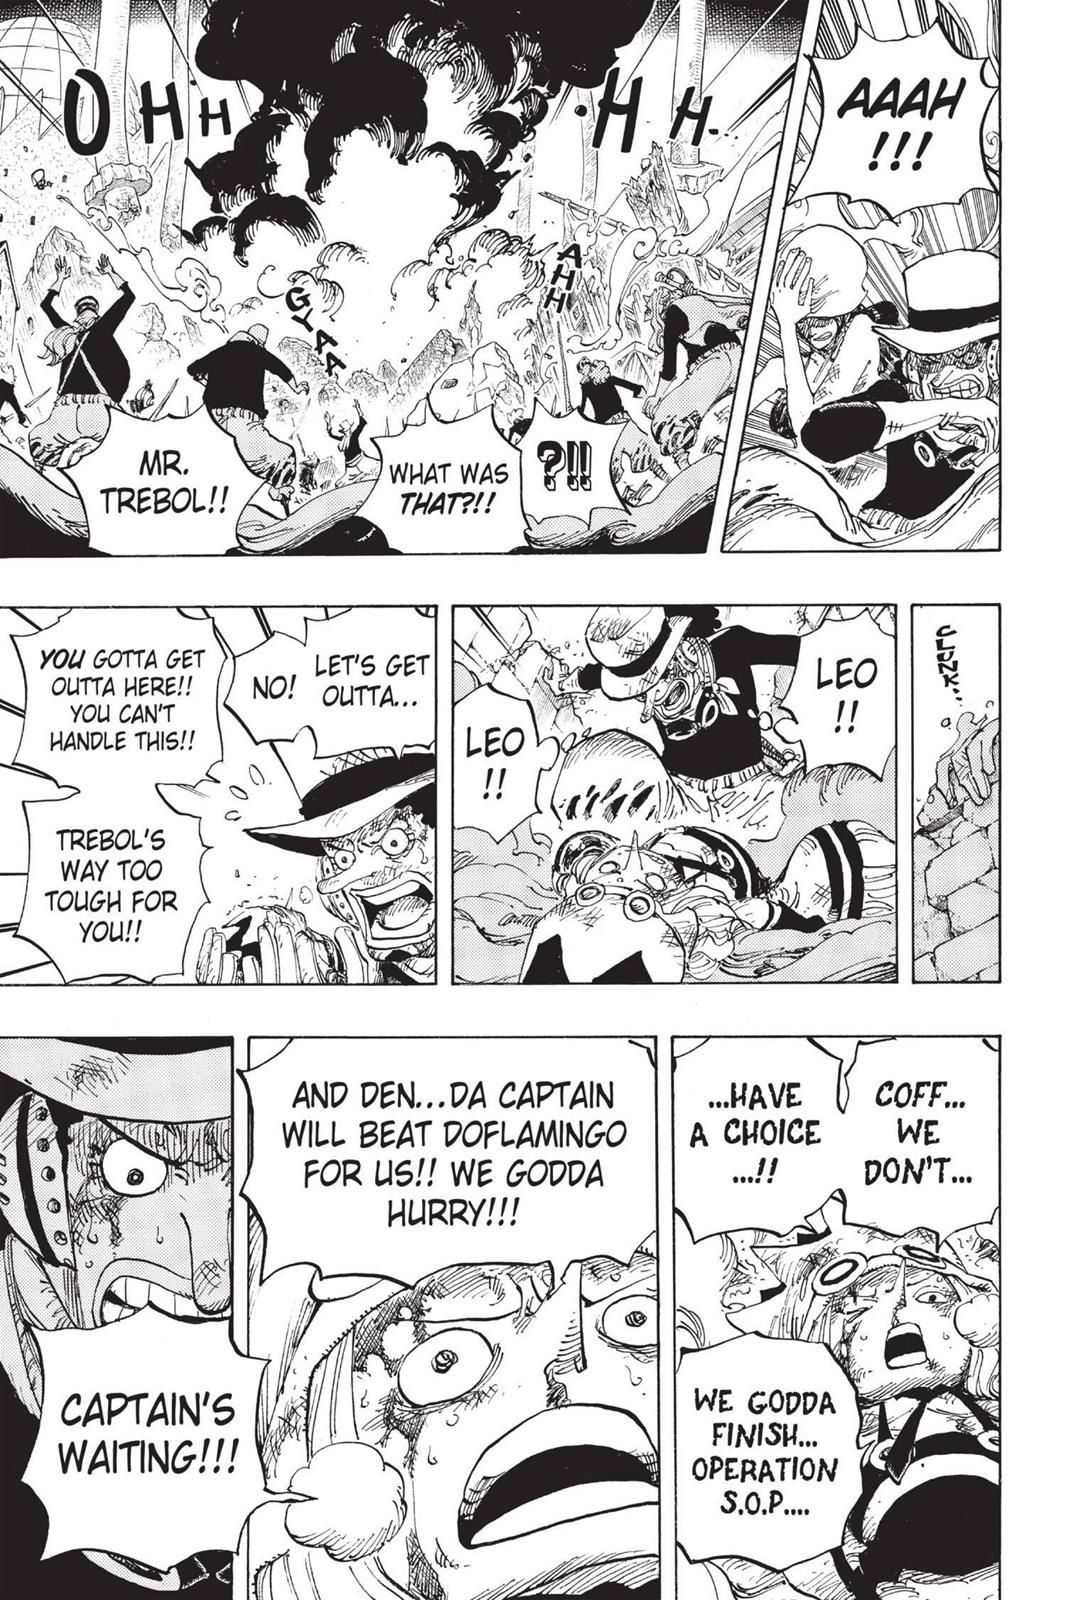 AAAH
!!!
OHH
HH..
AHH
GYAA
?!!
WHAT WAS
THAT?!!
MR.
TREBOL!!
CLUNK...
LEO
!!
LEO
!!
LET'S GET
OUTTA...
NO!
YOU GOTTA GET
OUTTA HERE!!
YOU CAN'T
HANDLE THIS!!
TREBOL'S
WAY TOO
TOUGH FOR
YOU!!
COFF...
WE
DON'T...
...HAVE
A CHOICE
...!!
WE GODDA
FINISH...
OPERATION
S.O.P....
AND DEN...DA CAPTAIN
WILL BEAT DOFLAMINGO
FOR US!! WE GODDA
HURRY!!!
CAPTAIN'S
WAITING!!!